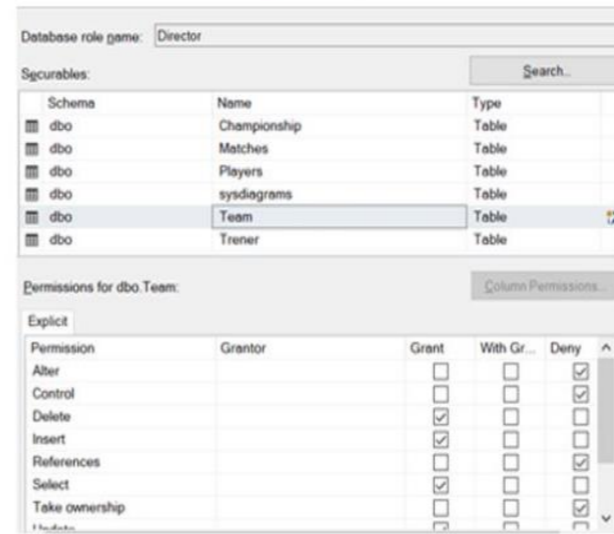 Database role name: Director
Securables: Search..
Schema Name Type
dbo Championship Table
dbo Matches Table
dbo Players Table
dbo sysdiagrams Table
dbo Team Table
dbo Trener Table
Permissions for dbo.Team: Column Permissions...
Explicit
Permission Grantor Grant With Gr... Deny
Alter
Control
Delete
Insert
References
Select
Take ownership
Update